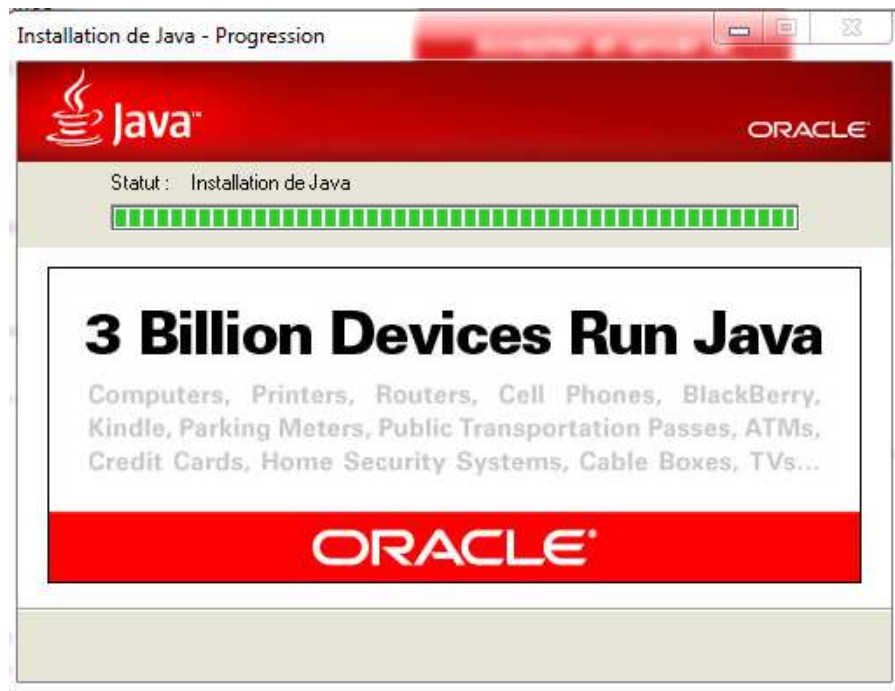 Installation de Java - Progression
Java™
ORACLE®
Statut : Installation de Java
3 Billion Devices Run Java
Computers, Printers, Routers, Cell Phones, BlackBerry,
Kindle, Parking Meters, Public Transportation Passes, ATMs,
Credit Cards, Home Security Systems, Cable Boxes, TVs...
ORACLE®